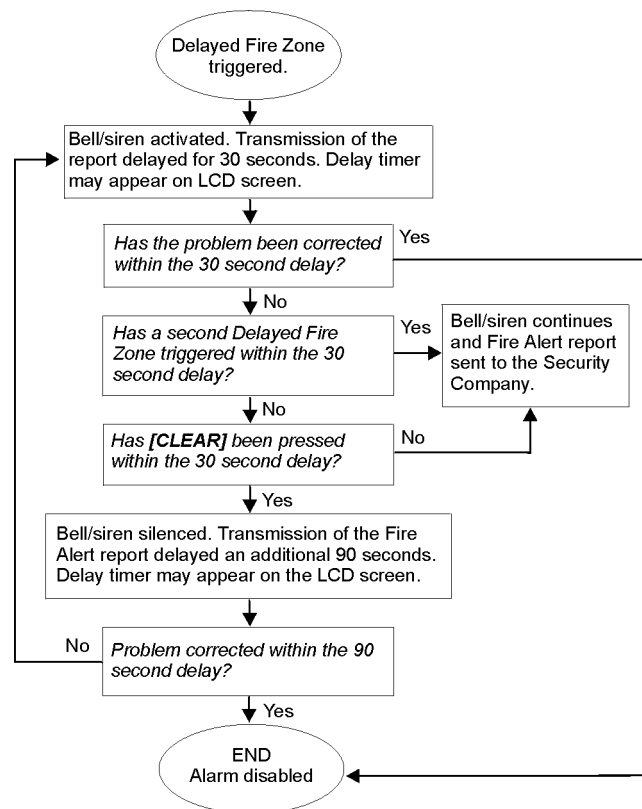 Delayed Fire Zone
triggered.
Bell/siren activated. Transmission of the
report delayed for 30 seconds. Delay timer
may appear on LCD screen.
Has the problem been corrected
within the 30 second delay?
Yes
No
Has a second Delayed Fire
Zone triggered within the 30
second delay?
Yes
Bell/siren continues
and Fire Alert report
sent to the Security
Company.
No
Has [CLEAR] been pressed
within the 30 second delay?
No
Yes
Bell/siren silenced. Transmission of the Fire
Alert report delayed an additional 90 seconds.
Delay timer may appear on the LCD screen.
No
Problem corrected within the 90
second delay?
Yes
END
Alarm disabled